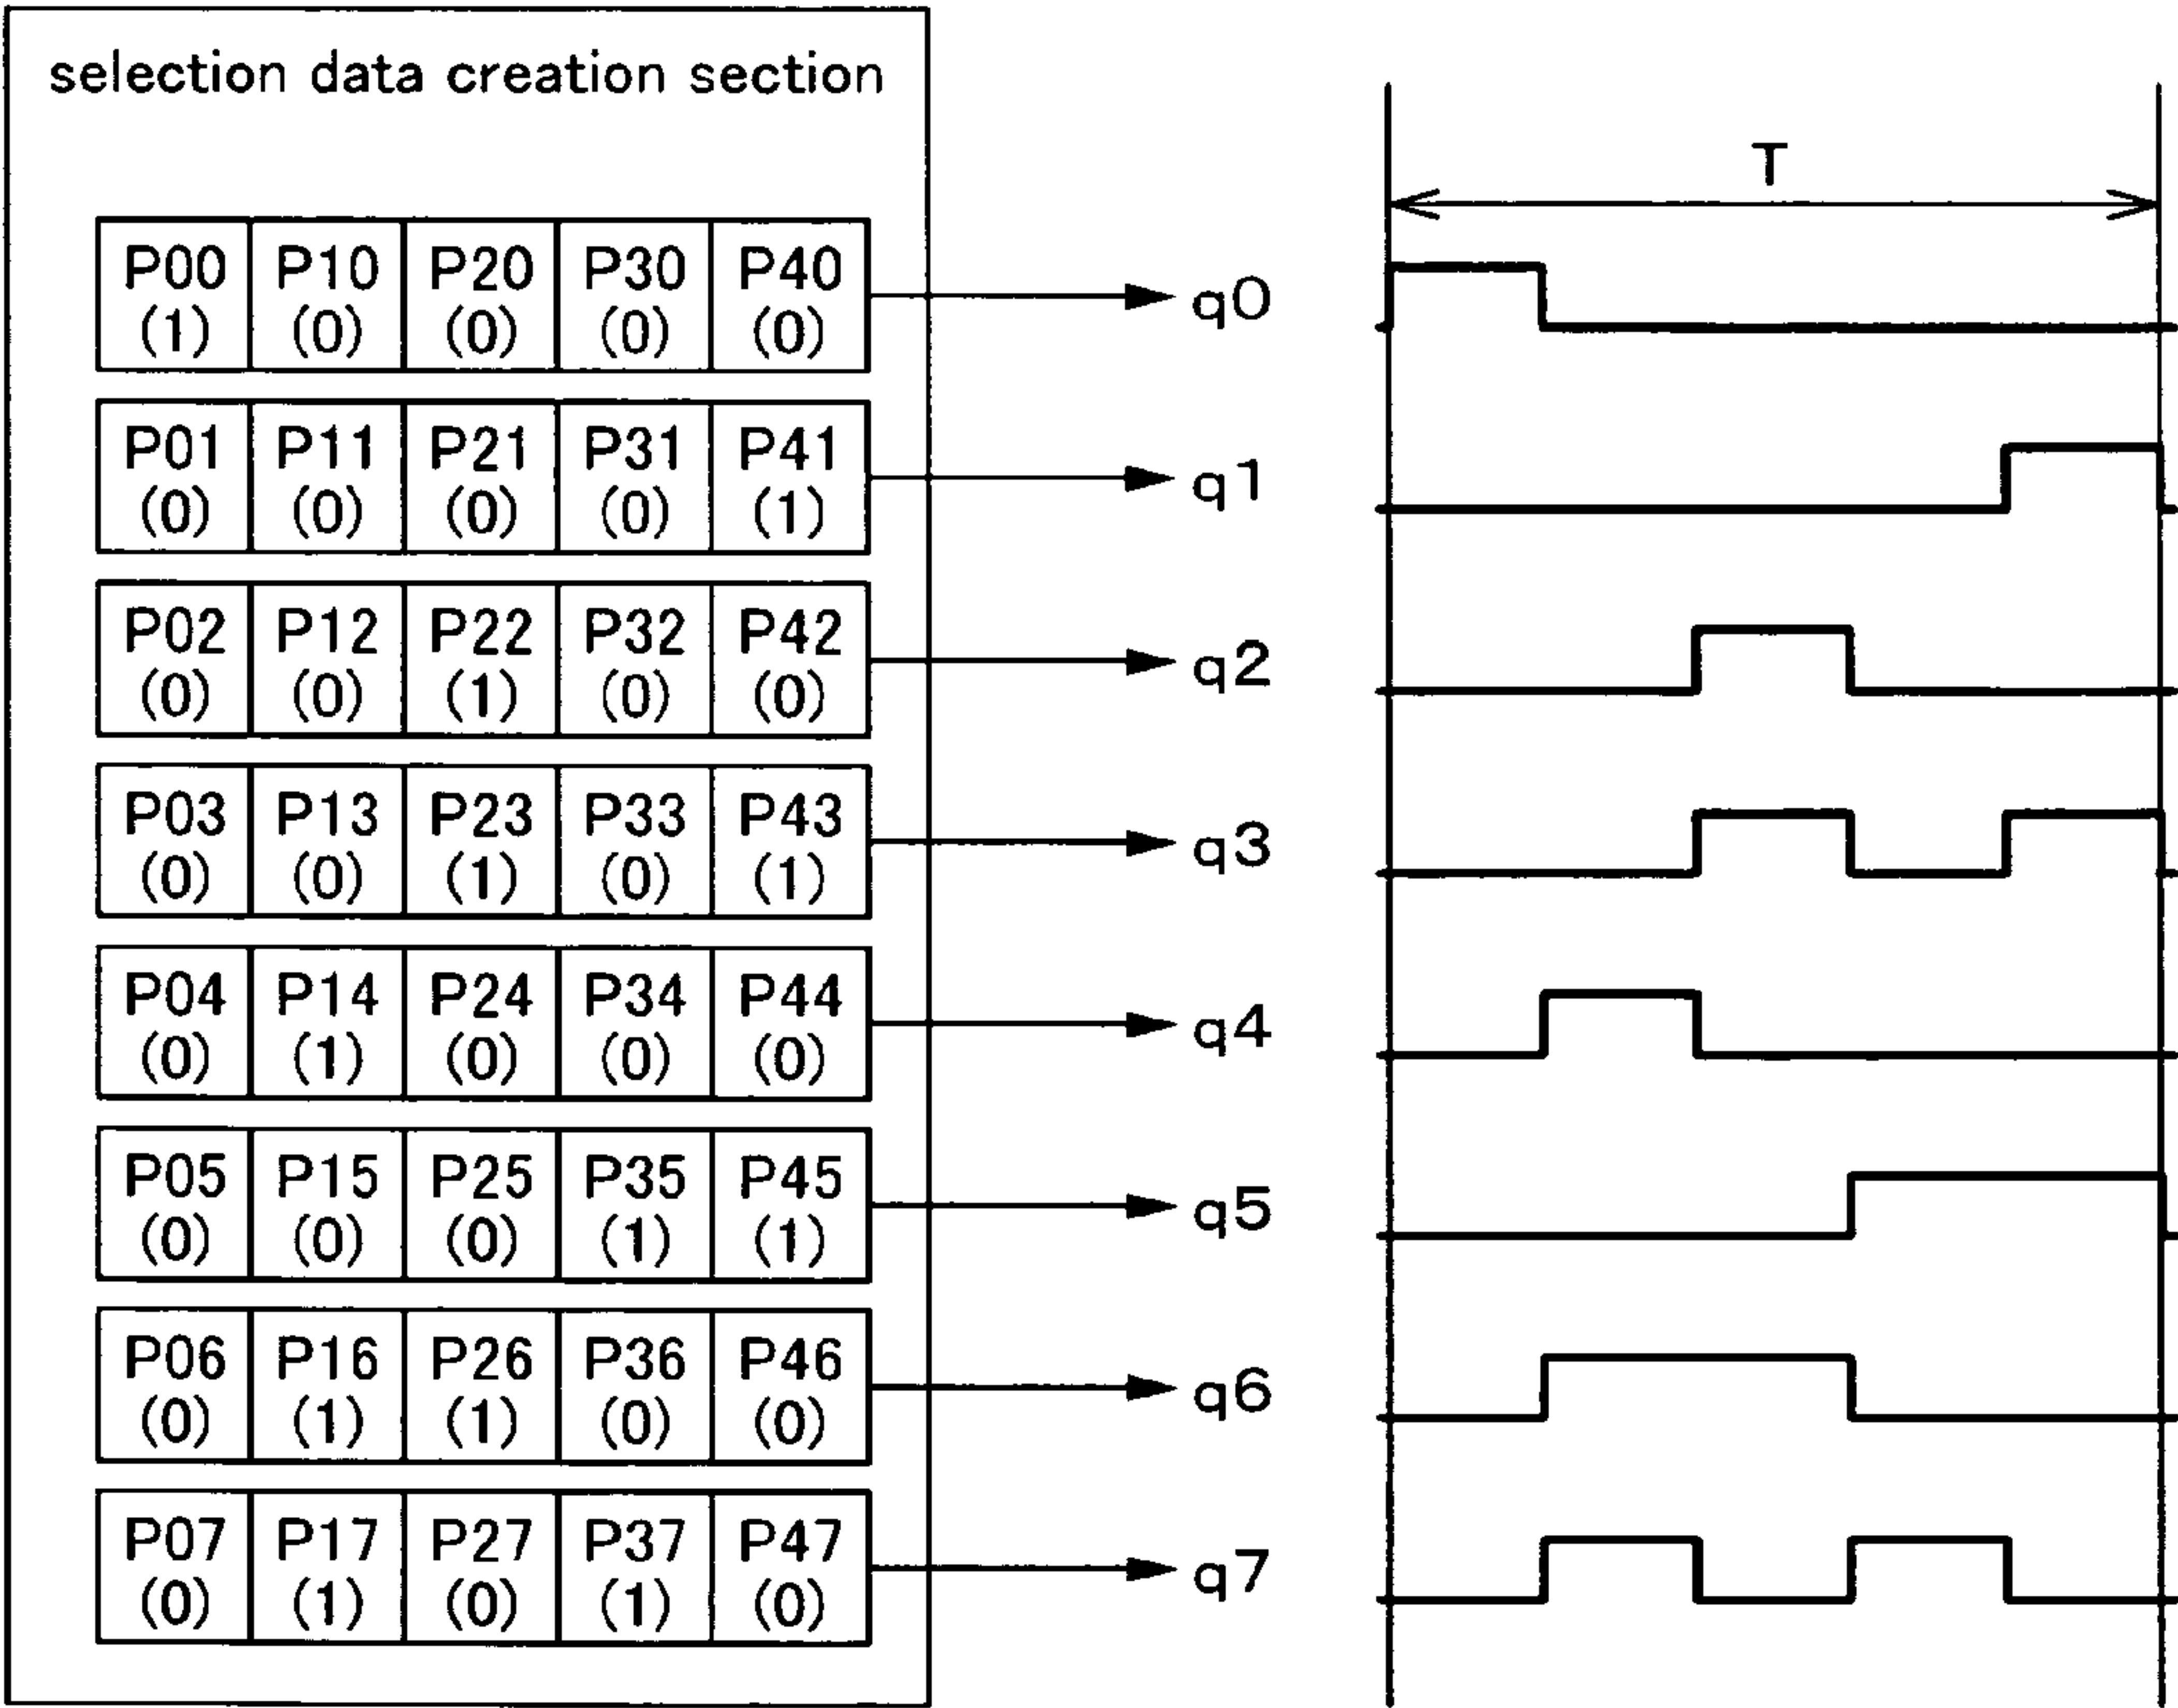 selection data creation section
T
P00 P10 P20 P30 P40
(1) (0) (0) (0) (0)
q0
P01 P11 P21 P31 P41
(0) (0) (0) (0) (1)
q1
P02 P12 P22 P32 P42
(0) (0) (1) (0) (0)
q2
P03 P13 P23 P33 P43
(0) (0) (1) (0) (1)
q3
P04 P14 P24 P34 P44
(0) (1) (0) (0) (0)
q4
P05 P15 P25 P35 P45
(0) (0) (0) (1) (1)
q5
P06 P16 P26 P36 P46
(0) (1) (1) (0) (0)
q6
P07 P17 P27 P37 P47
(0) (1) (0) (1) (0)
q7